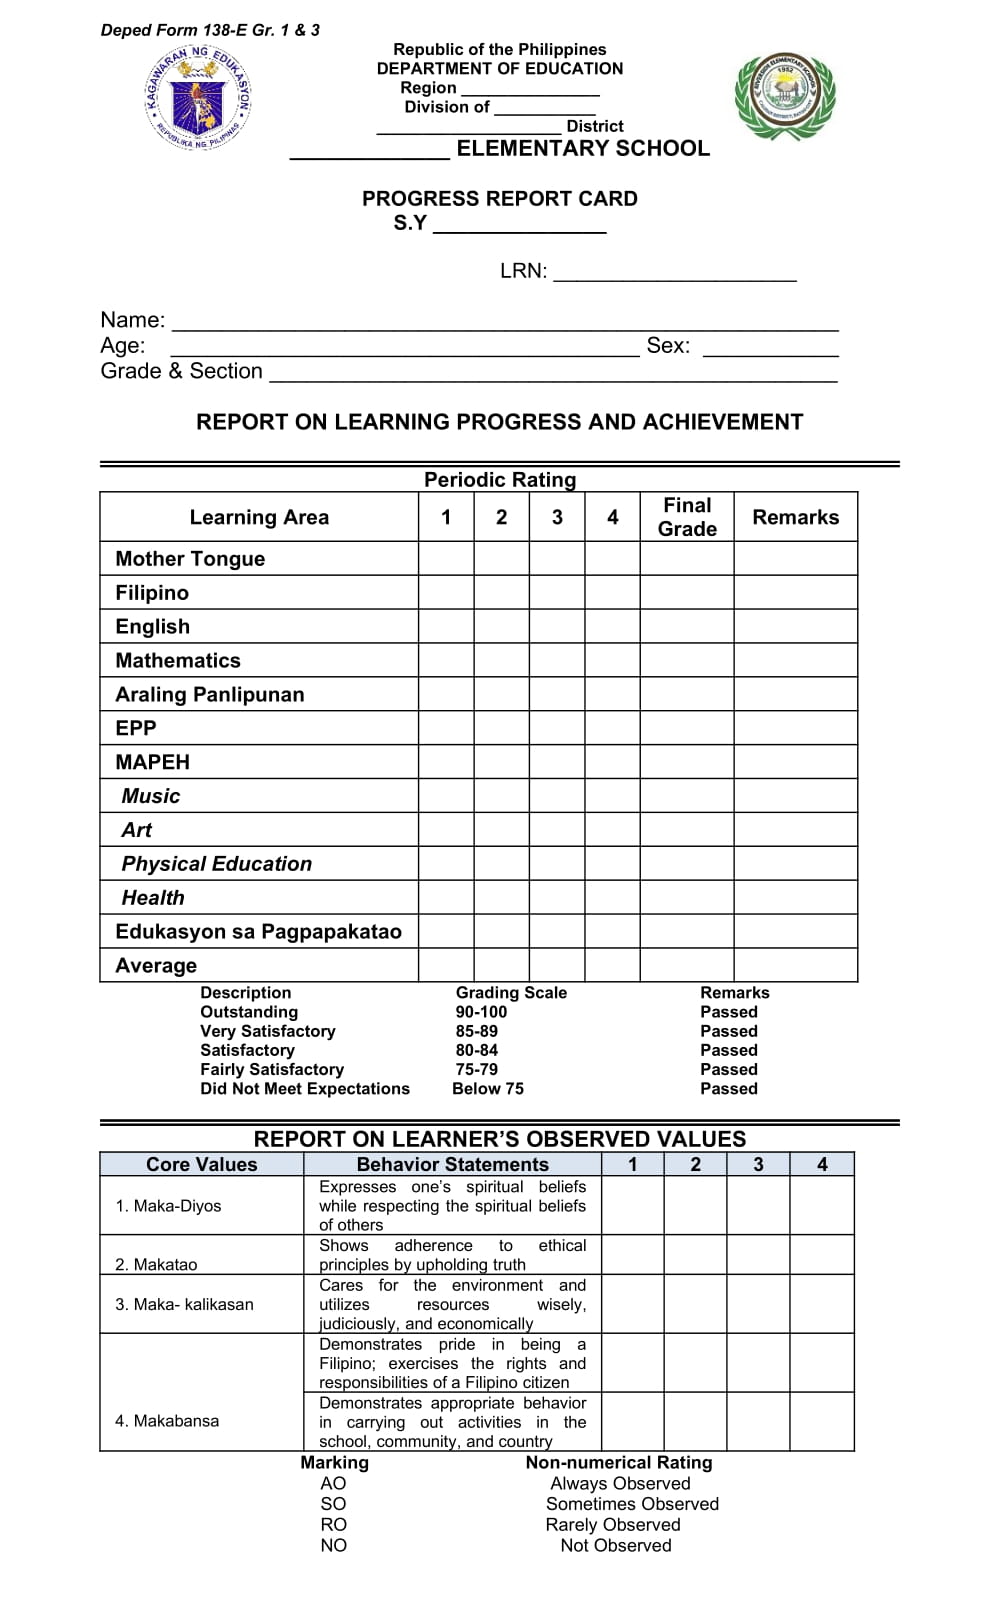 Deped Form 138-E Gr. 1 & 3
KAGAWARAN NG EDUKASYON
REPUBLIKA NG PILIPINAS
Republic of the Philippines
DEPARTMENT OF EDUCATION
Region _______________
Division of ___________
____________________ District
______________ ELEMENTARY SCHOOL
ELEMENTARY SCHOOL
1952
PROGRESS REPORT CARD
S.Y _______________
LRN: ____________________
Name: _______________________________________________________
Age: _______________________________________ Sex: ___________
Grade & Section _______________________________________________
REPORT ON LEARNING PROGRESS AND ACHIEVEMENT
Periodic Rating
Learning Area 1 2 3 4 Final Grade Remarks
Mother Tongue
Filipino
English
Mathematics
Araling Panlipunan
EPP
MAPEH
Music
Art
Physical Education
Health
Edukasyon sa Pagpapakatao
Average
Description Grading Scale Remarks
Outstanding 90-100 Passed
Very Satisfactory 85-89 Passed
Satisfactory 80-84 Passed
Fairly Satisfactory 75-79 Passed
Did Not Meet Expectations Below 75 Passed
REPORT ON LEARNER'S OBSERVED VALUES
Core Values Behavior Statements 1 2 3 4
1. Maka-Diyos
Expresses one's spiritual beliefs
while respecting the spiritual beliefs
of others
2. Makatao
Shows adherence to ethical
principles by upholding truth
3. Maka- kalikasan
Cares for the environment and
utilizes resources wisely,
judiciously, and economically
4. Makabansa
Demonstrates pride in being a
Filipino; exercises the rights and
responsibilities of a Filipino citizen
Demonstrates appropriate behavior
in carrying out activities in the
school, community, and country
Marking Non-numerical Rating
AO Always Observed
SO Sometimes Observed
RO Rarely Observed
NO Not Observed